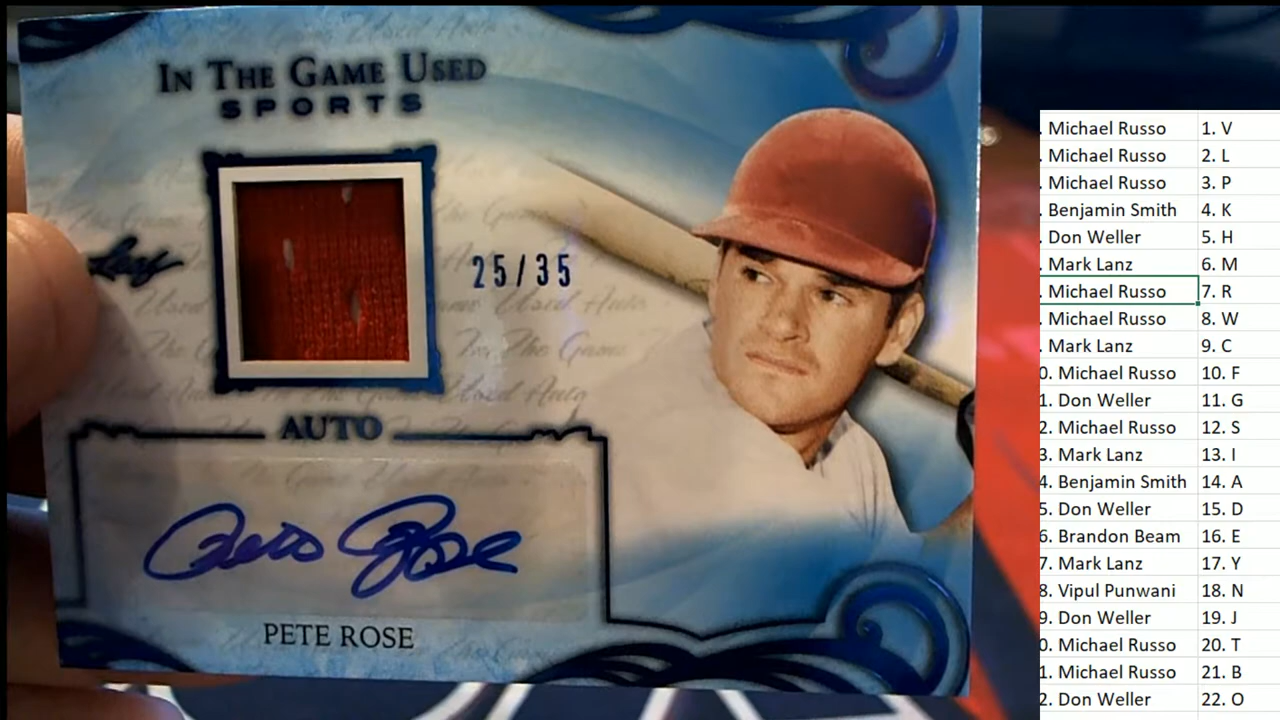 IN THE GAME USED
SPORTS
Leaf
25/35
AUTO
Pete Rose
PETE ROSE
. Michael Russo 1. V
. Michael Russo 2. L
. Michael Russo 3. P
. Benjamin Smith 4. K
. Don Weller 5. H
. Mark Lanz 6. M
. Michael Russo 7. R
. Michael Russo 8. W
. Mark Lanz 9. C
0. Michael Russo 10. F
1. Don Weller 11. G
2. Michael Russo 12. S
3. Mark Lanz 13. I
4. Benjamin Smith 14. A
5. Don Weller 15. D
6. Brandon Beam 16. E
7. Mark Lanz 17. Y
8. Vipul Punwani 18. N
9. Don Weller 19. J
0. Michael Russo 20. T
1. Michael Russo 21. B
2. Don Weller 22. O